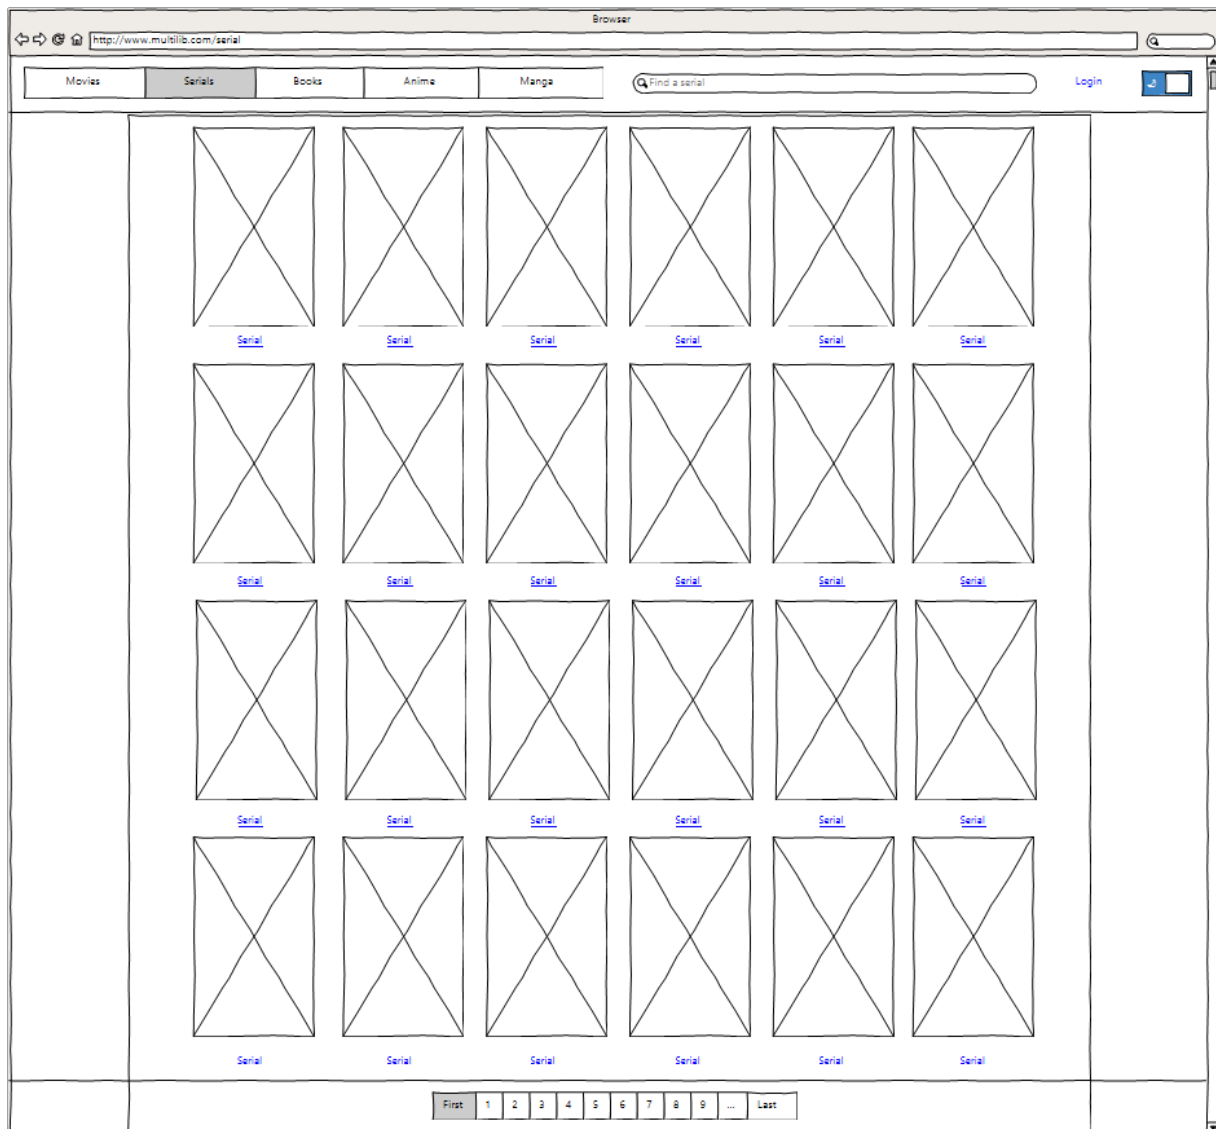 Browser
http://www.multilib.com/serial
Movies Serials Books Anime Manga Find a serial Login
Serial Serial Serial Serial Serial Serial
Serial Serial Serial Serial Serial Serial
Serial Serial Serial Serial Serial Serial
Serial Serial Serial Serial Serial Serial
First 1 2 3 4 5 6 7 8 9 ... Last